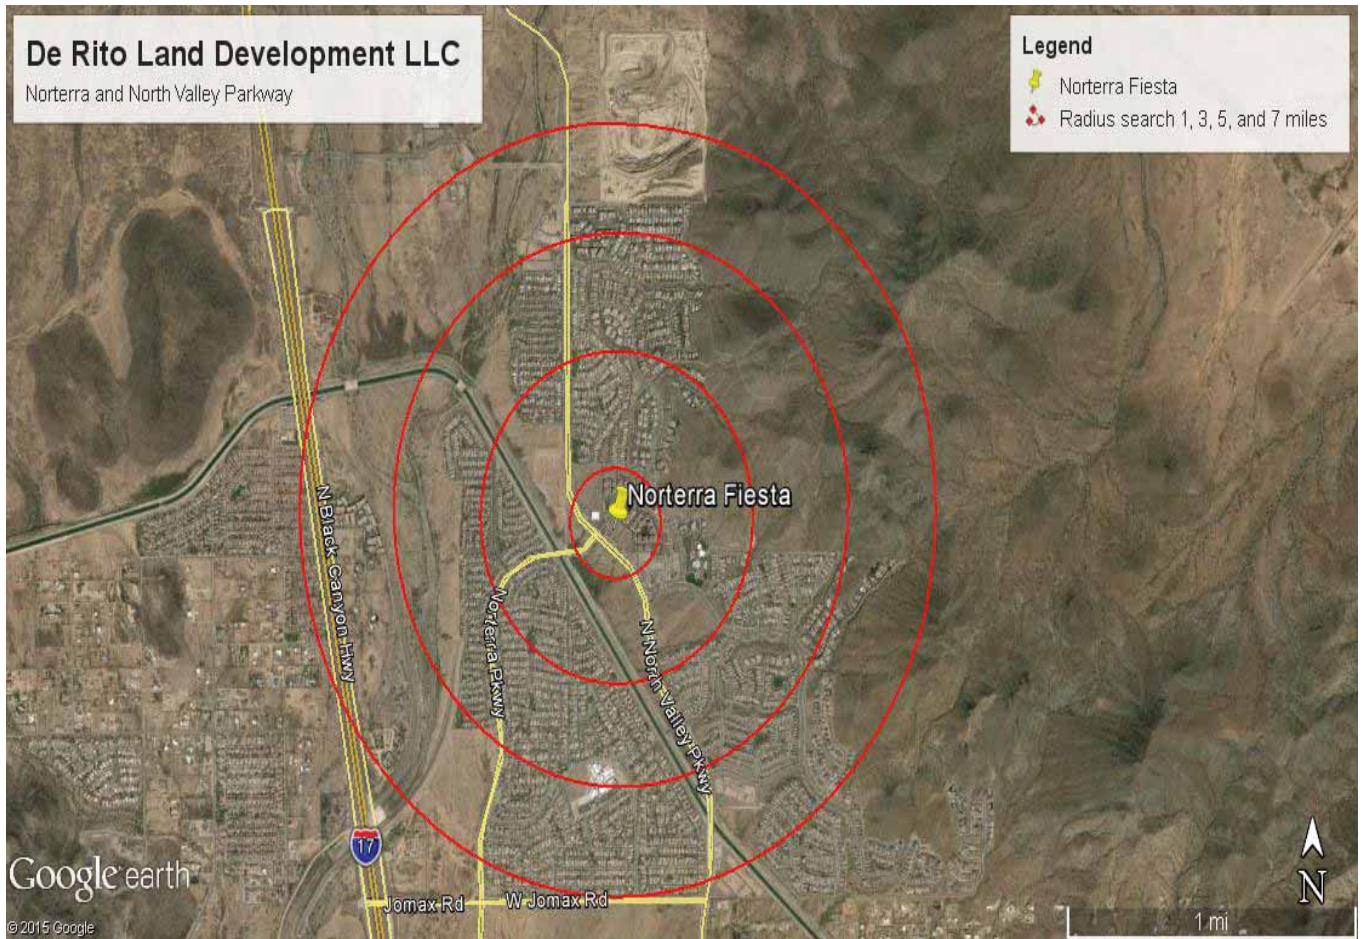 De Rito Land Development LLC
Norterra and North Valley Parkway
Legend
Norterra Fiesta
Radius search 1, 3, 5, and 7 miles
Norterra Fiesta
N Black Canyon Hwy
Norterra Pkwy
N North Valley Pkwy
17
Jomax Rd
W Jomax Rd
Google earth
© 2015 Google
N
1 mi